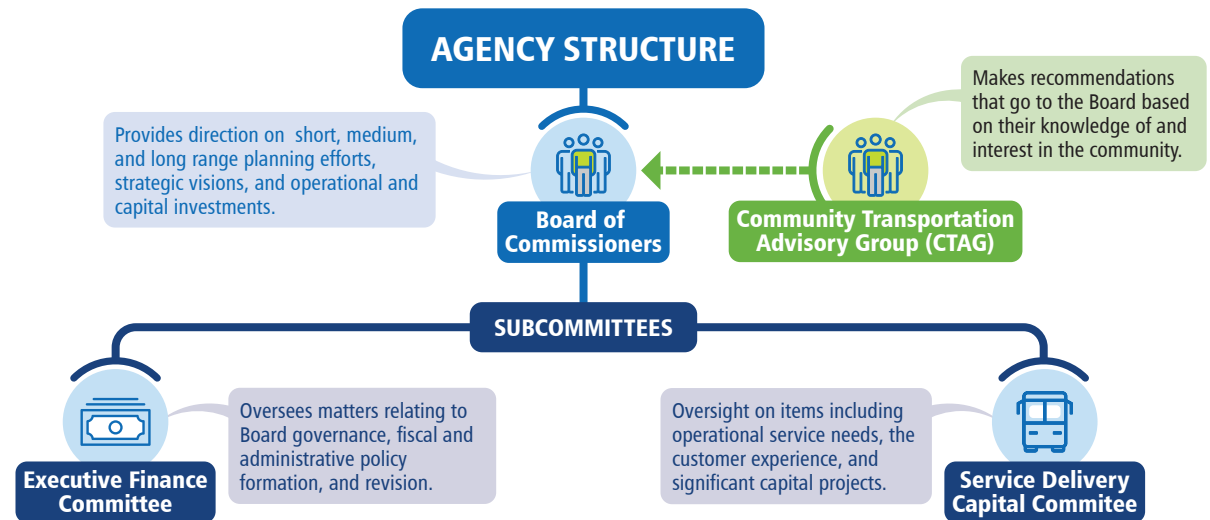 AGENCY STRUCTURE
Provides direction on short, medium,
and long range planning efforts,
strategic visions, and operational and
capital investments.
Makes recommendations
that go to the Board based
on their knowledge of and
interest in the community.
Board of
Commissioners
Community Transportation
Advisory Group (CTAG)
SUBCOMMITTEES
Oversees matters relating to
Board governance, fiscal and
administrative policy
formation, and revision.
Executive Finance
Committee
Oversight on items including
operational service needs, the
customer experience, and
significant capital projects.
Service Delivery
Capital Commitee